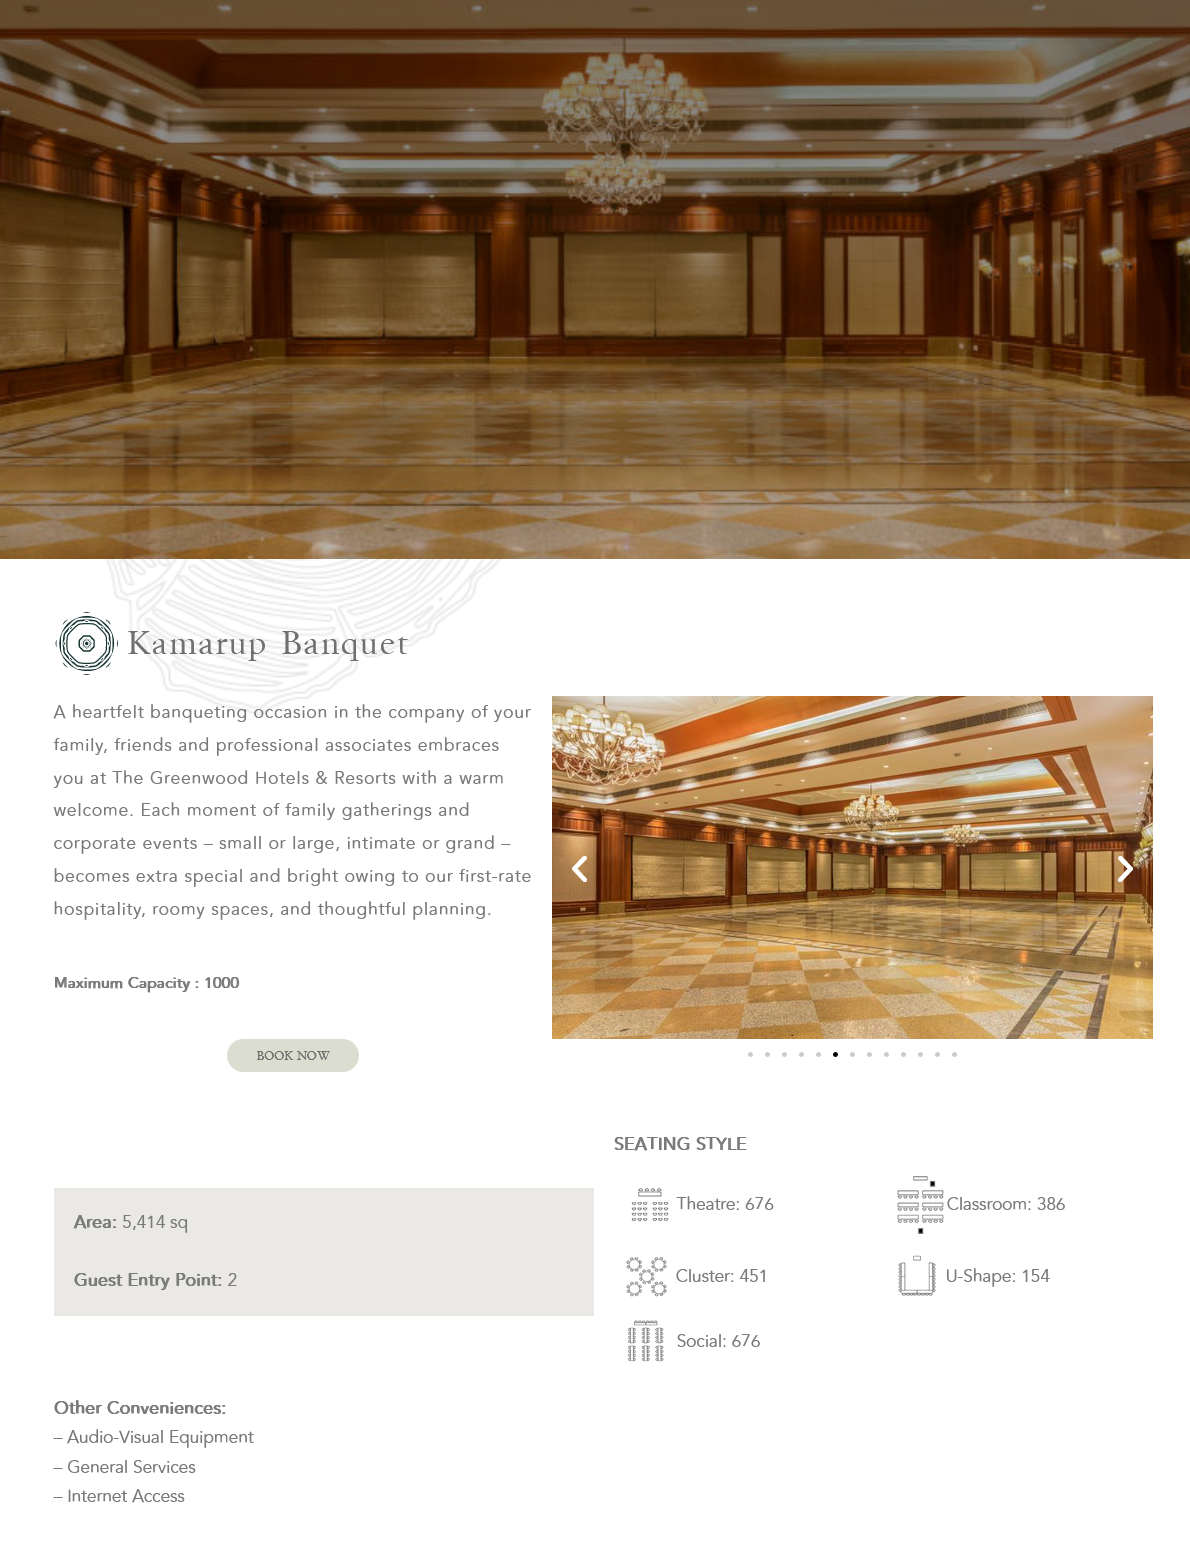 Kamarup Banquet
A heartfelt banqueting occasion in the company of your
family, friends and professional associates embraces
you at The Greenwood Hotels & Resorts with a warm
welcome. Each moment of family gatherings and
corporate events – small or large, intimate or grand –
becomes extra special and bright owing to our first-rate
hospitality, roomy spaces, and thoughtful planning.
Maximum Capacity : 1000
BOOK NOW
Area: 5,414 sq
Guest Entry Point: 2
SEATING STYLE
Theatre: 676
Classroom: 386
Cluster: 451
U-Shape: 154
Social: 676
Other Conveniences:
– Audio-Visual Equipment
– General Services
– Internet Access